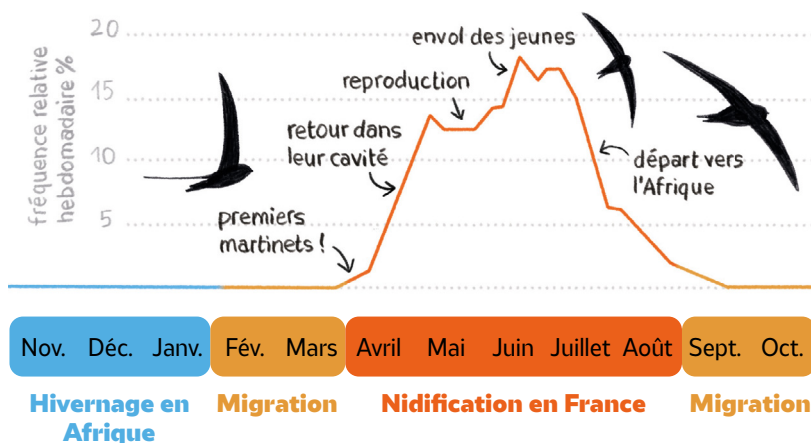 fréquence relative
hebdomadaire %
20
15
10
5
envol des jeunes
reproduction
retour dans
leur cavité
premiers
martinets !
départ vers
l'Afrique
Nov. Déc. Janv. Fév. Mars Avril Mai Juin Juillet Août Sept. Oct.
Hivernage en
Afrique
Migration
Nidification en France
Migration